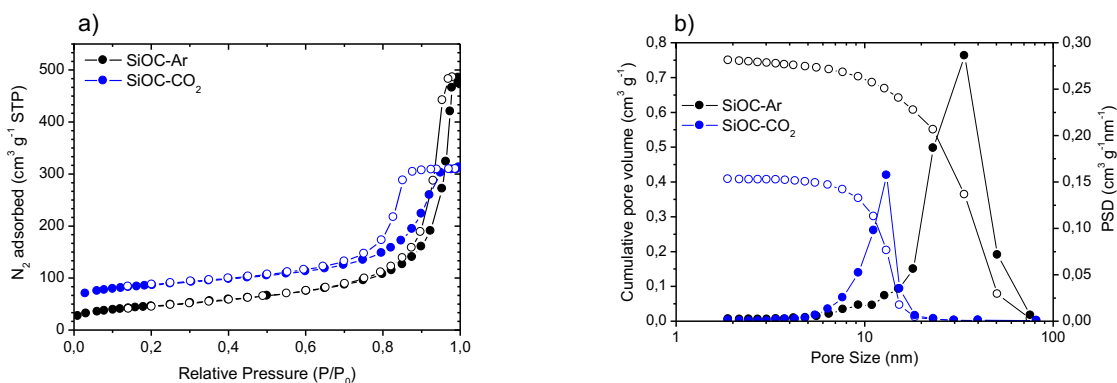 a)
SiOC-Ar
SiOC-CO₂
N₂ adsorbed (cm³ g⁻¹ STP)
500
400
300
200
100
0
0,0 0,2 0,4 0,6 0,8 1,0
Relative Pressure (P/P₀)
b)
SiOC-Ar
SiOC-CO₂
Cumulative pore volume (cm³ g⁻¹)
0,8
0,7
0,6
0,5
0,4
0,3
0,2
0,1
0,0
1 10 100
Pore Size (nm)
0,30
0,25
0,20
0,15
0,10
0,05
0,00
PSD (cm³ g⁻¹nm⁻¹)